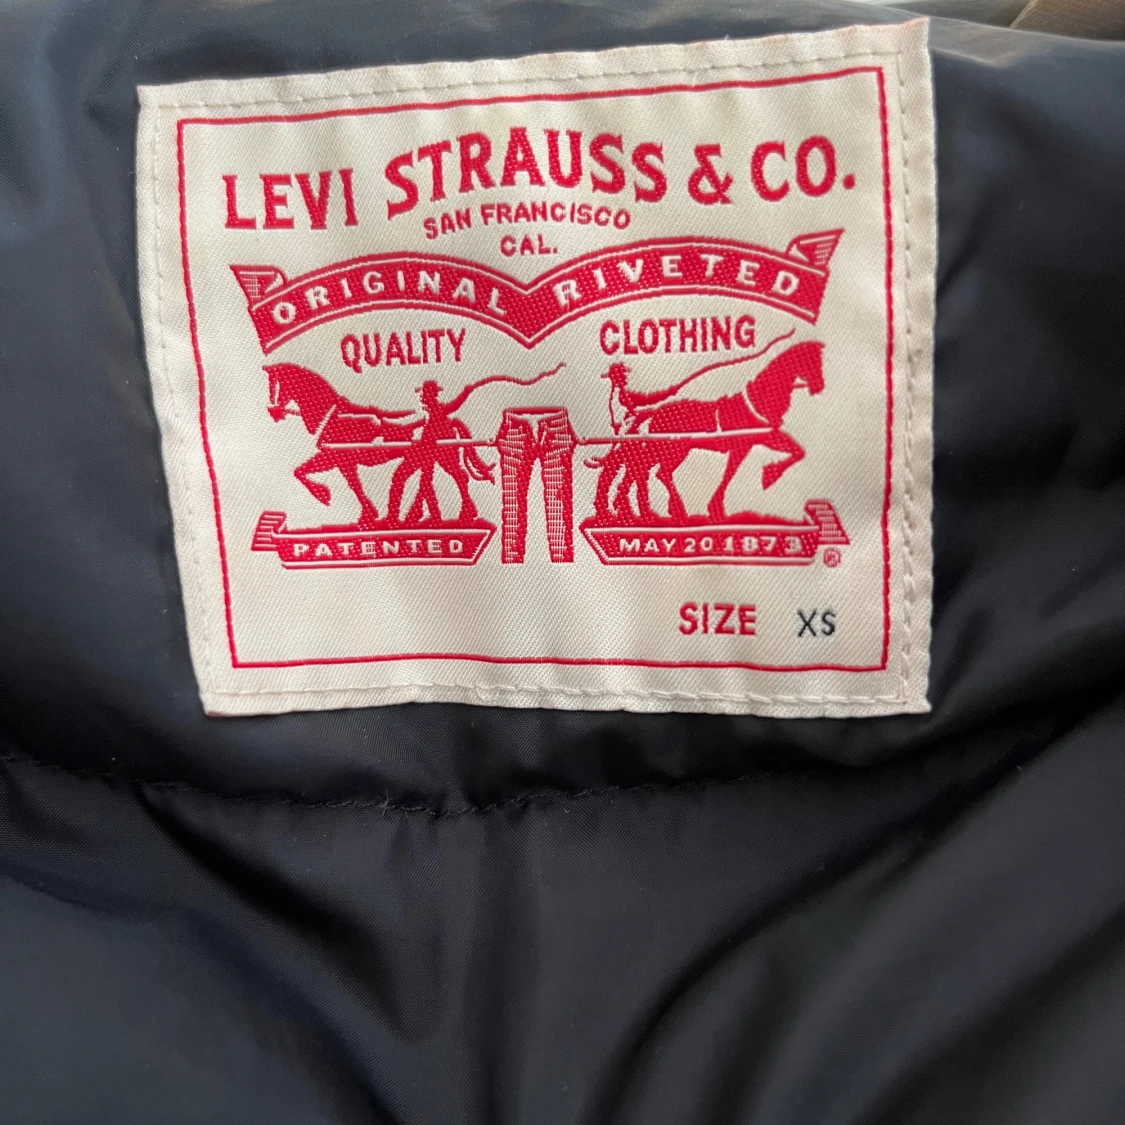 LEVI STRAUSS & CO.
SAN FRANCISCO
CAL.
ORIGINAL RIVETED
QUALITY CLOTHING
PATENTED MAY 20 1873 ®
SIZE XS